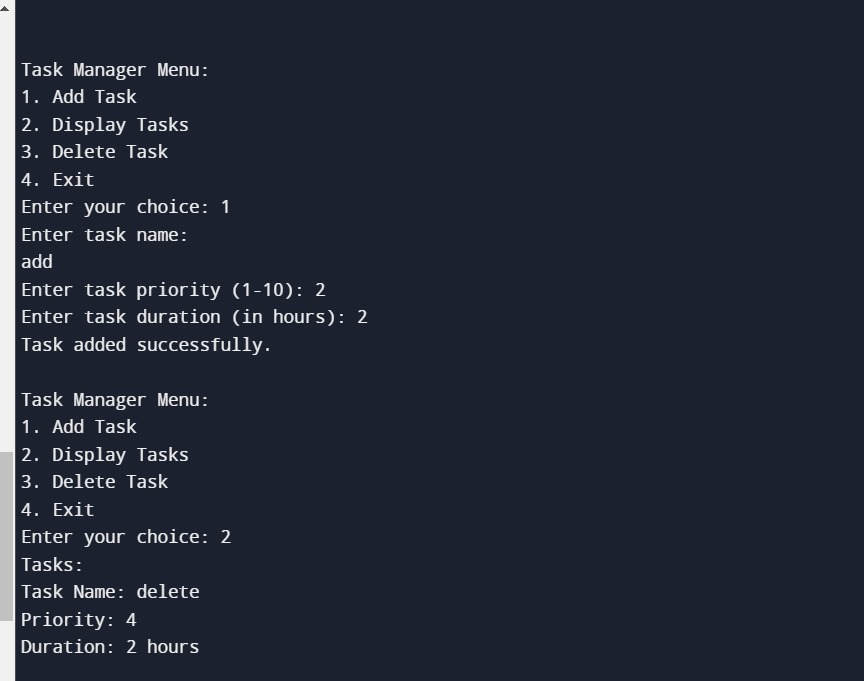 Task Manager Menu:
1. Add Task
2. Display Tasks
3. Delete Task
4. Exit
Enter your choice: 1
Enter task name:
add
Enter task priority (1-10): 2
Enter task duration (in hours): 2
Task added successfully.
Task Manager Menu:
1. Add Task
2. Display Tasks
3. Delete Task
4. Exit
Enter your choice: 2
Tasks:
Task Name: delete
Priority: 4
Duration: 2 hours